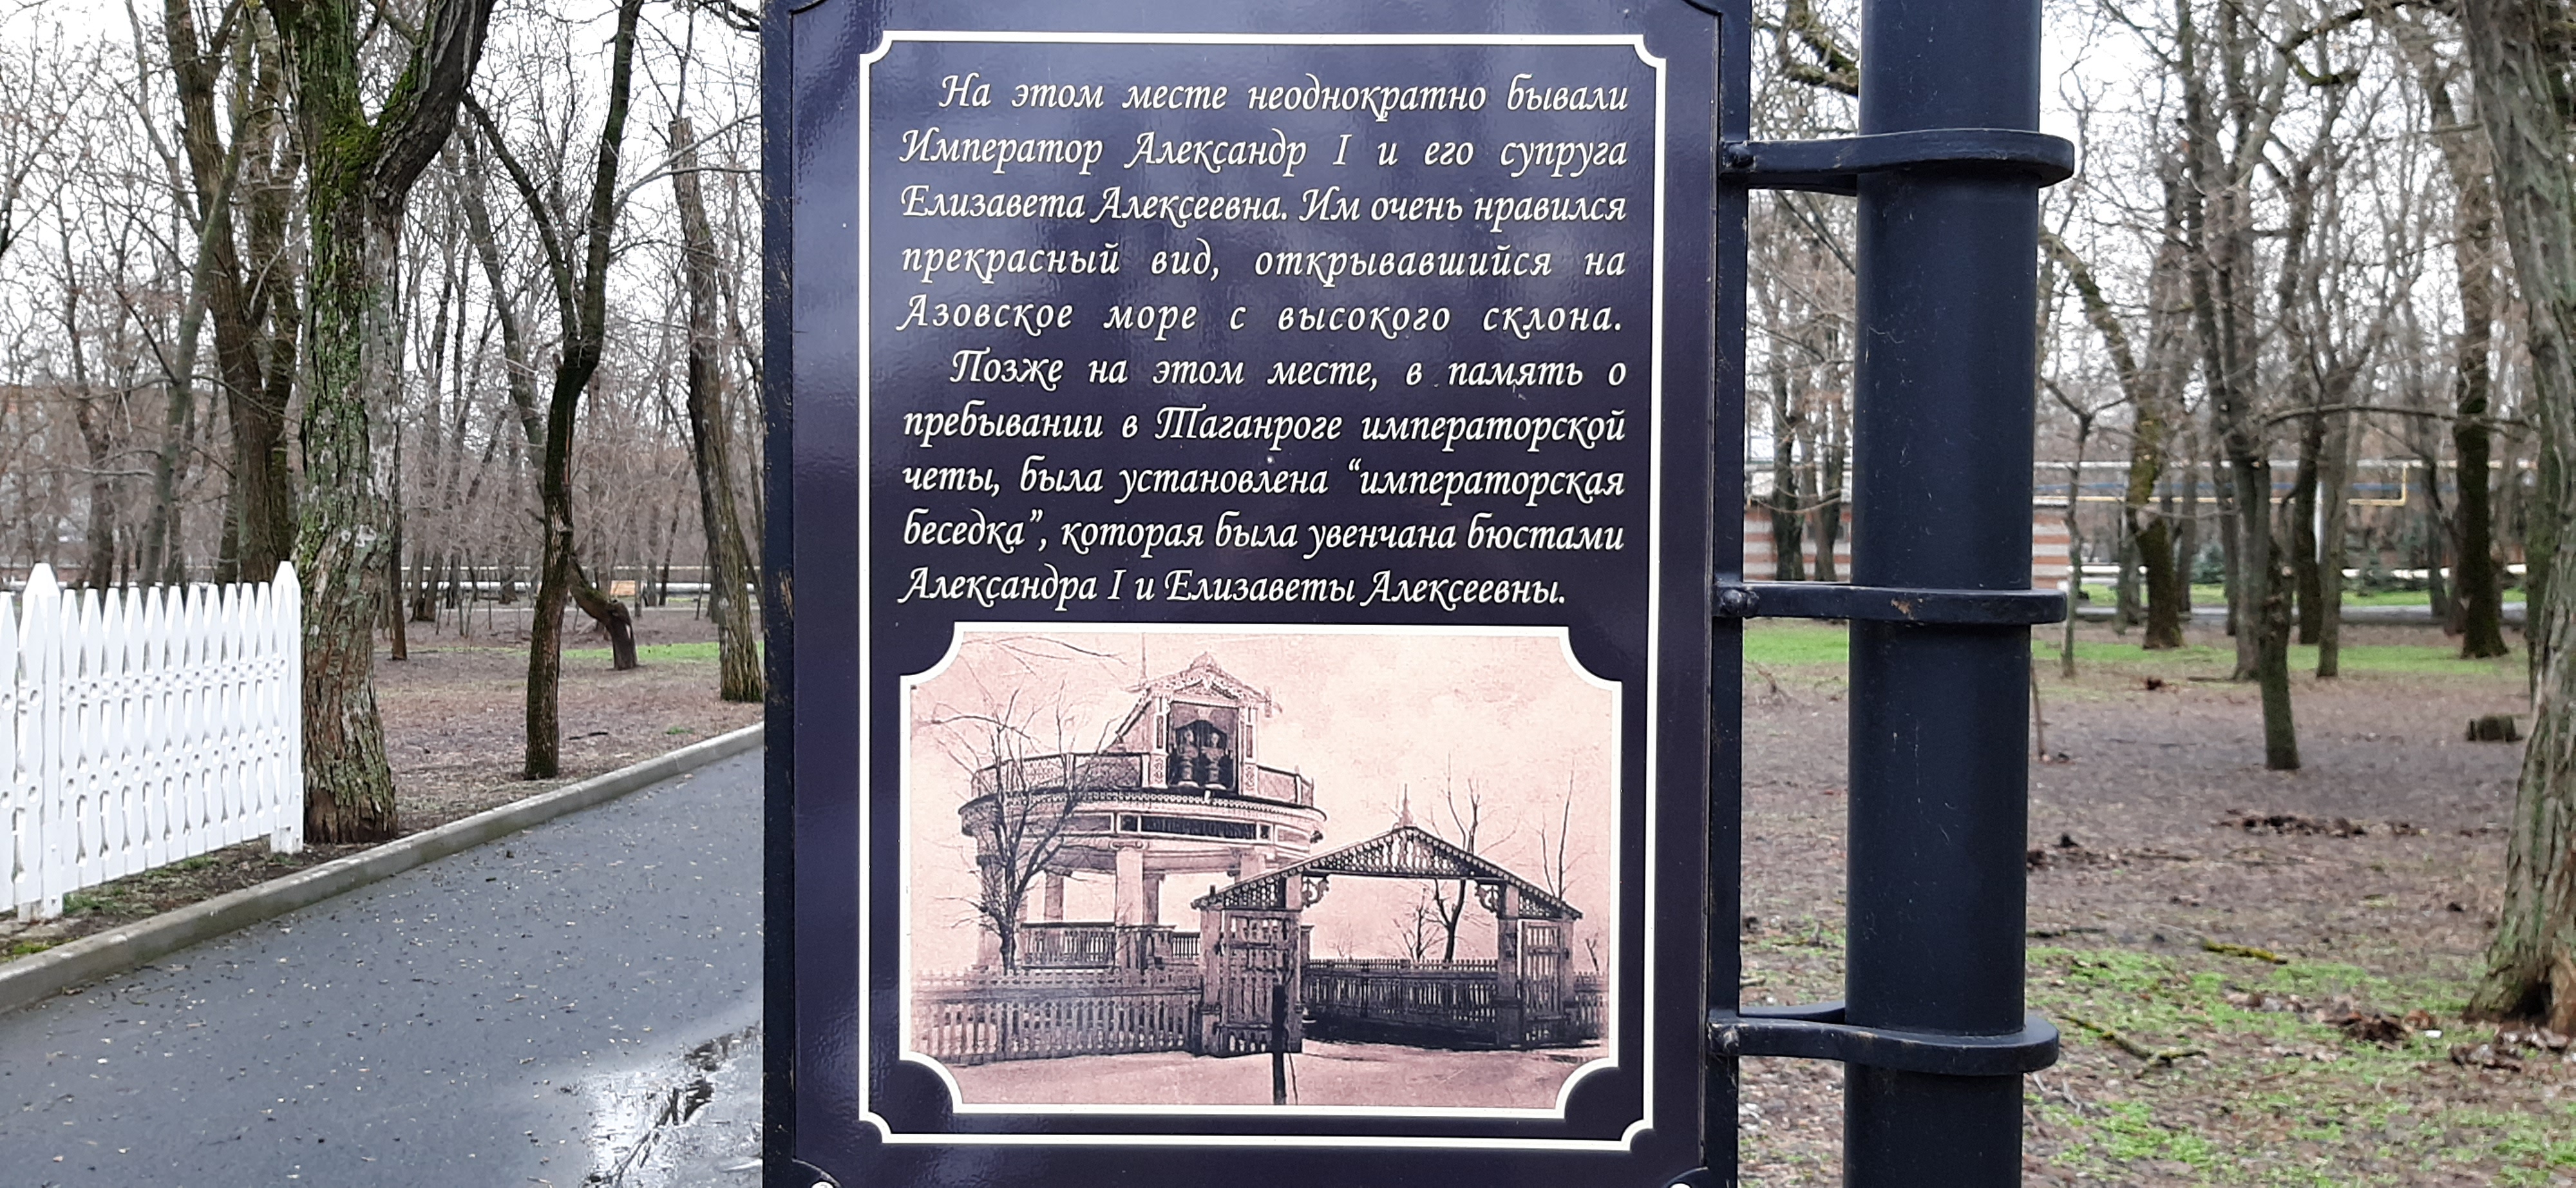 На этом месте неоднократно бывали
Император Александр I и его супруга
Елизавета Алексеевна. Им очень нравился
прекрасный вид, открывавшийся на
Азовское море с высокого склона.
Позже на этом месте, в память о
пребывании в Таганроге императорской
четы, была установлена “императорская
беседка”, которая была увенчана бюстами
Александра I и Елизаветы Алексеевны.